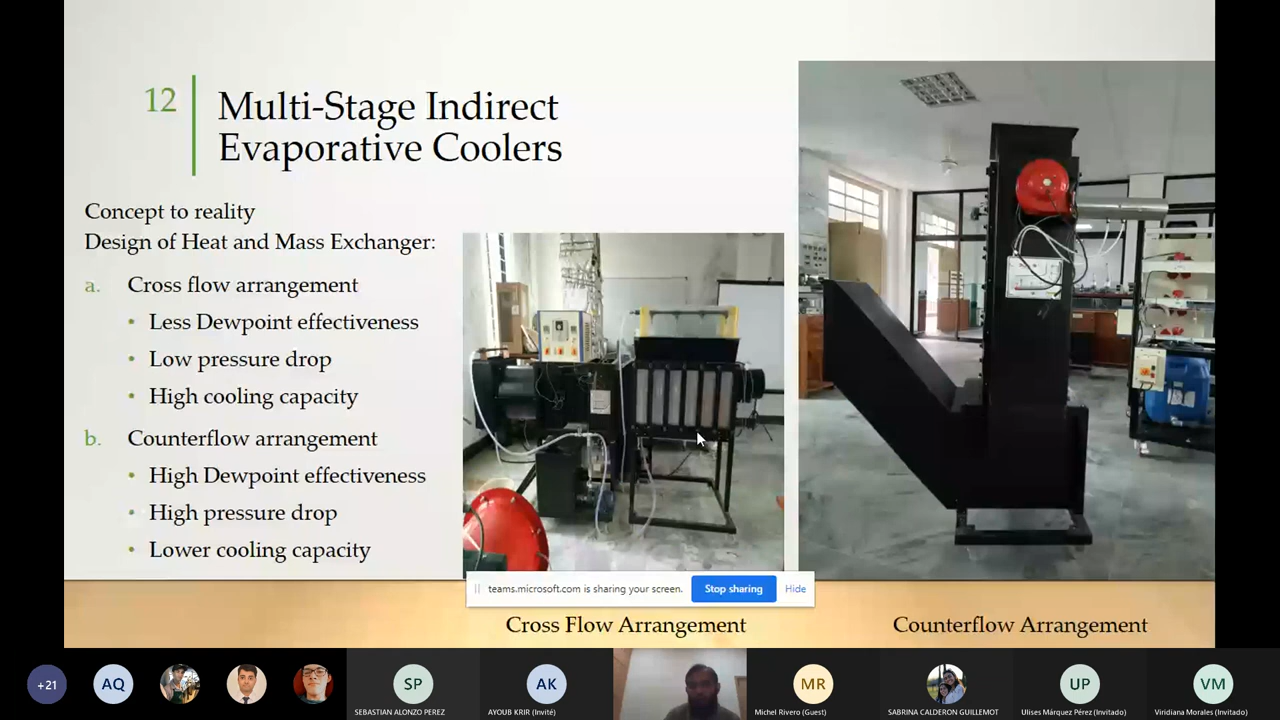 12
Multi-Stage Indirect
Evaporative Coolers
Concept to reality
Design of Heat and Mass Exchanger:
a. Cross flow arrangement
• Less Dewpoint effectiveness
• Low pressure drop
• High cooling capacity
b. Counterflow arrangement
• High Dewpoint effectiveness
• High pressure drop
• Lower cooling capacity
teams.microsoft.com is sharing your screen.
Stop sharing
Hide
Cross Flow Arrangement
Counterflow Arrangement
+21
AQ
SP
AK
MR
UP
VM
SEBASTIAN ALONZO PEREZ
AYOUB KRIR (Invité)
Michel Rivero (Guest)
SABRINA CALDERON GUILLEMOT
Ulises Márquez Pérez (Invitado)
Viridiana Morales (Invitado)